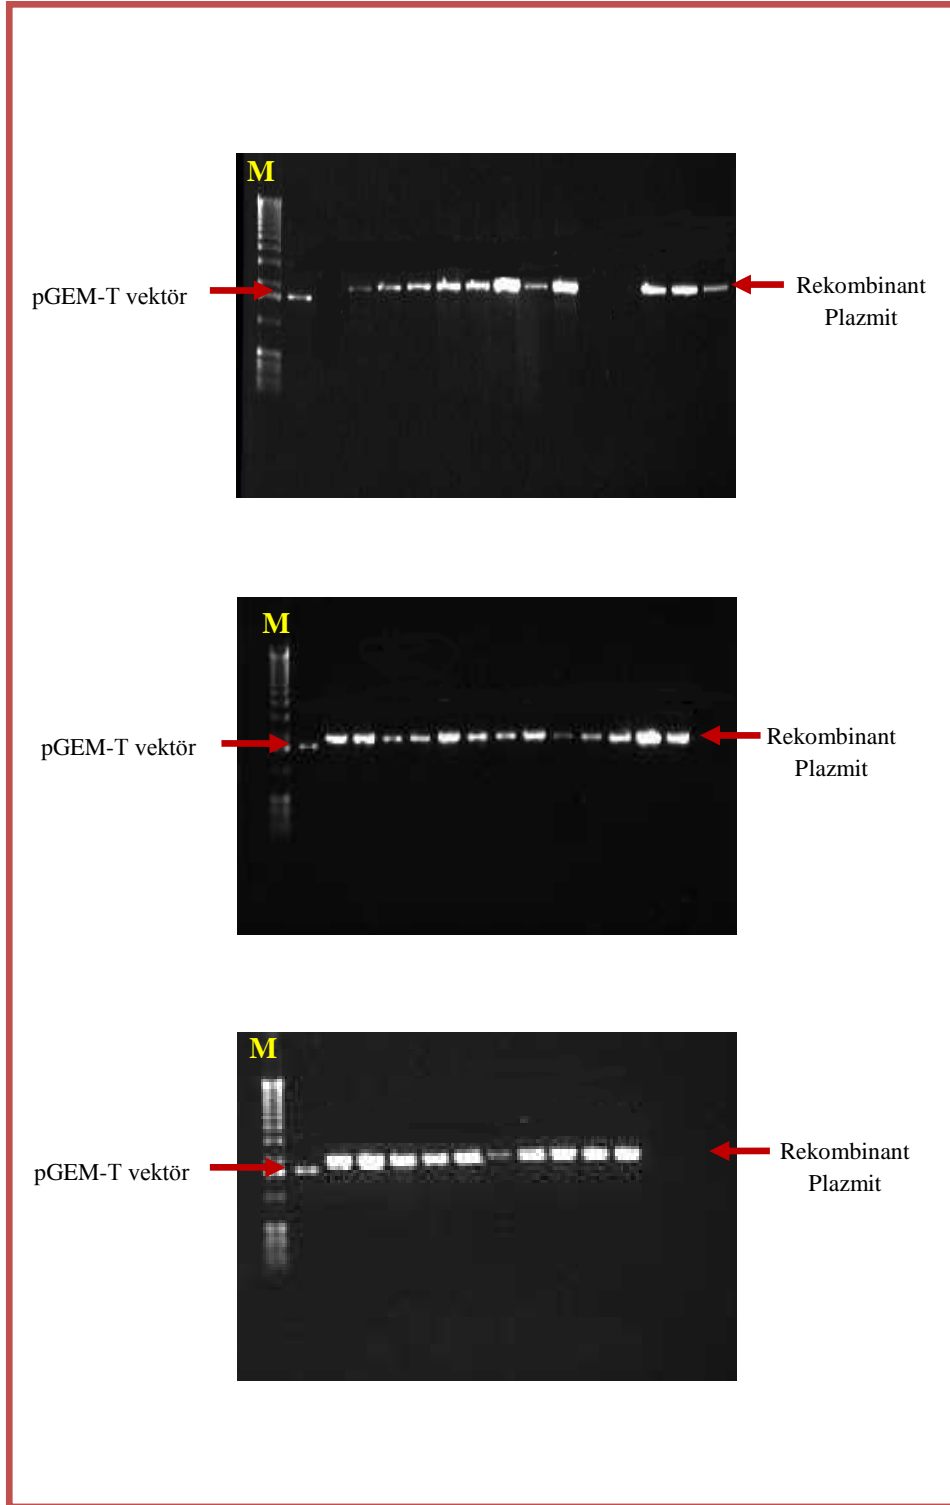 M
pGEM-T vektör
Rekombinant
Plazmit
M
pGEM-T vektör
Rekombinant
Plazmit
M
pGEM-T vektör
Rekombinant
Plazmit